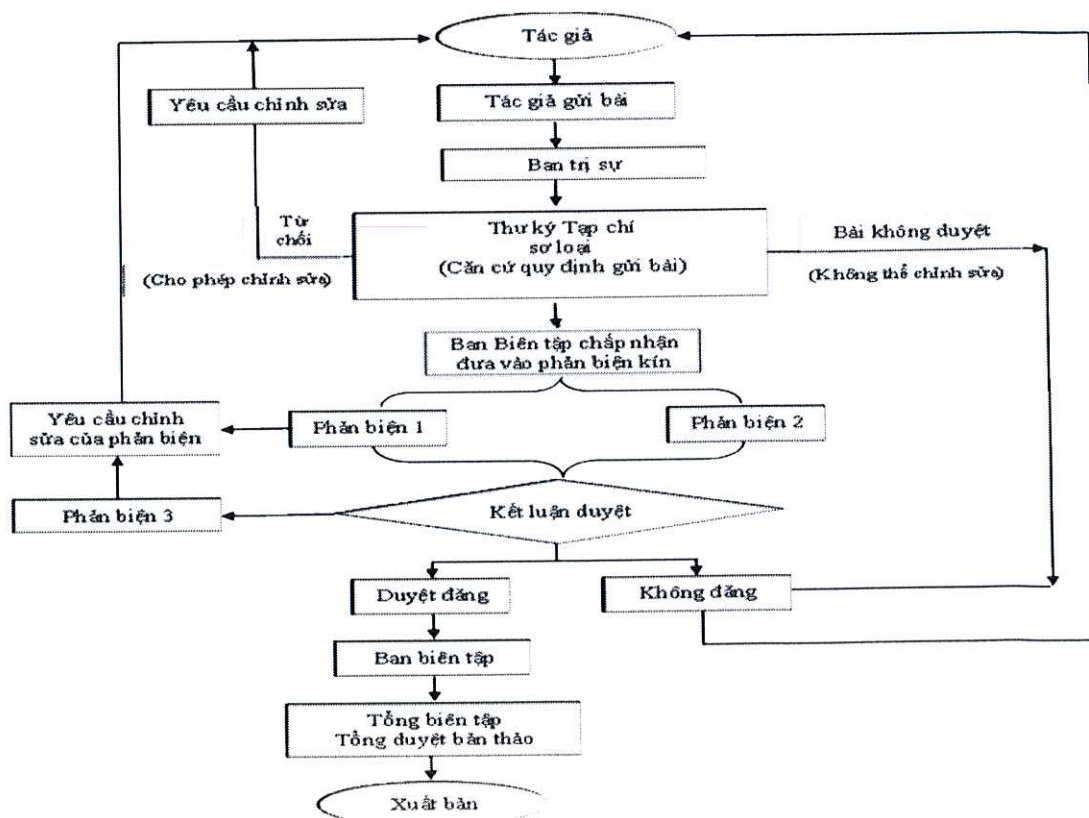 Tác giả
Yêu cầu chỉnh sửa
Tác giả gửi bài
Ban trị sự
Từ
chối
(Cho phép chỉnh sửa)
Thư ký Tạp chí
sơ loại
(Căn cứ quy định gửi bài)
Bài không duyệt
(Không thể chỉnh sửa)
Ban Biên tập chấp nhận
đưa vào phản biện kín
Yêu cầu chỉnh
sửa của phản biện
Phản biện 1
Phản biện 2
Phản biện 3
Kết luận duyệt
Duyệt đăng
Không đăng
Ban biên tập
Tổng biên tập
Tổng duyệt bản thảo
Xuất bản